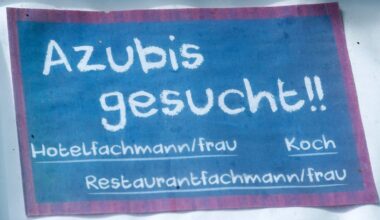 Azubis
gesucht!!
Hotelfachmann/frau Koch
Restaurantfachmann/frau